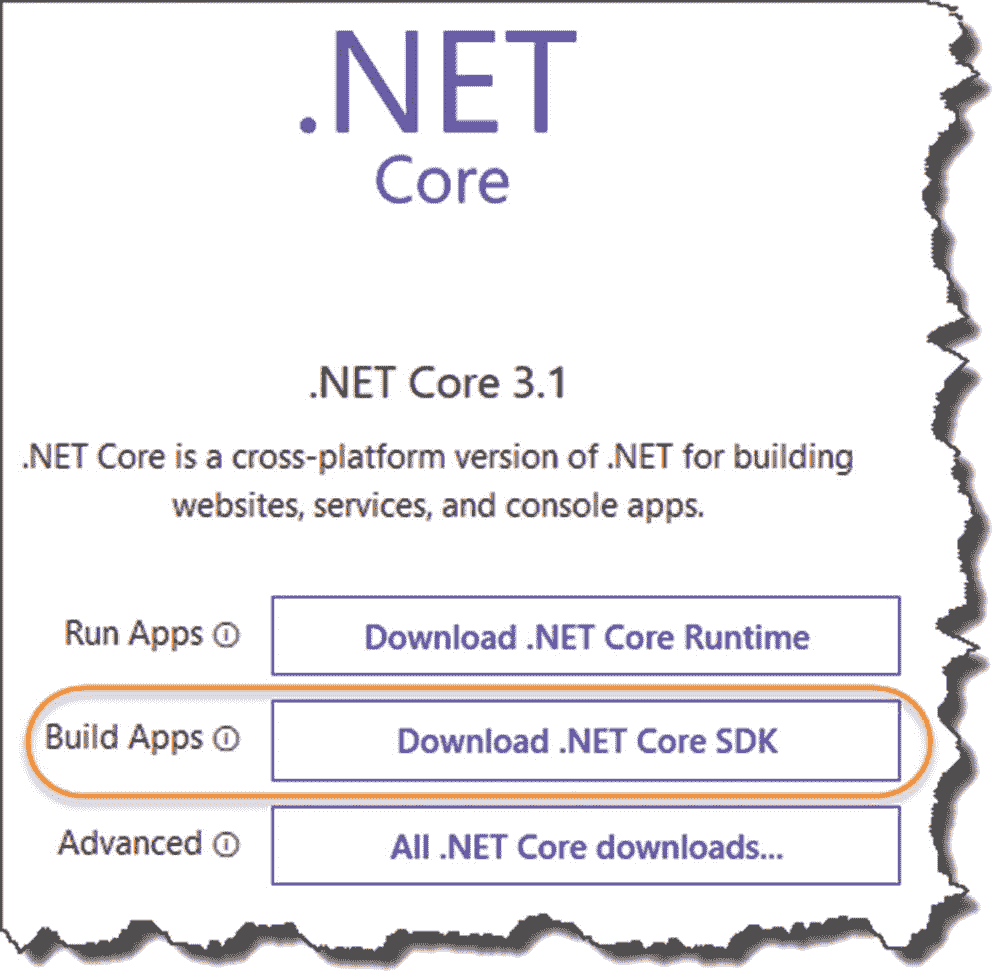 .NET
Core
.NET Core 3.1
.NET Core is a cross-platform version of .NET for building
websites, services, and console apps.
Run Apps Download .NET Core Runtime
Build Apps Download .NET Core SDK
Advanced All .NET Core downloads...